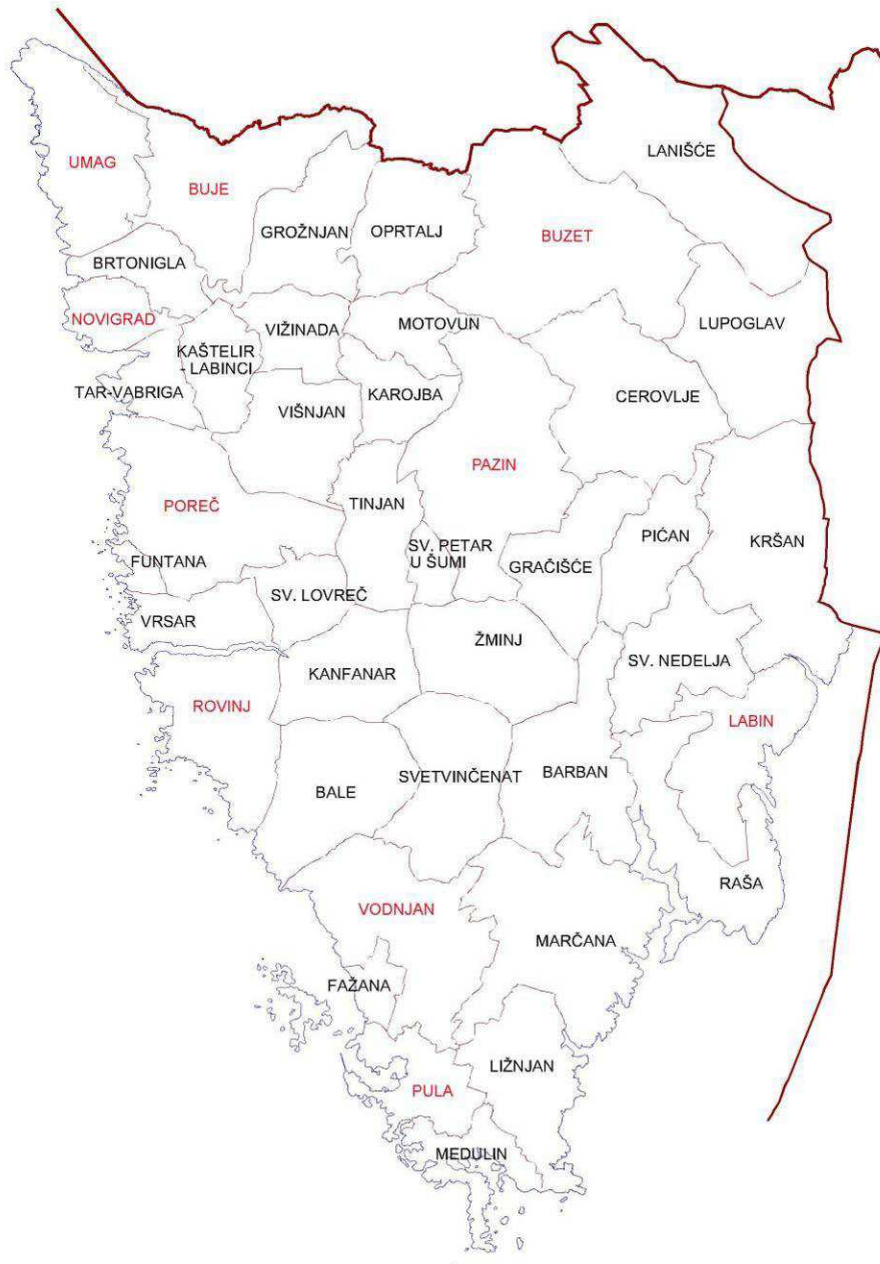 LANIŠĆE
UMAG
BUJE
GROŽNJAN
OPRTALJ
BUZET
BRTONIGLA
NOVIGRAD
VIŽINADA
MOTOVUN
LUPOGLAV
KAŠTELIR
- LABINCI
TAR-VABRIGA
KAROJBA
CEROVLJE
VIŠNJAN
PAZIN
POREČ
TINJAN
PIĆAN
KRŠAN
SV. PETAR
U ŠUMI
FUNTANA
GRAČIŠĆE
SV. LOVREČ
VRSAR
ŽMINJ
SV. NEDELJA
KANFANAR
ROVINJ
LABIN
SVETVINČENAT
BARBAN
BALE
RAŠA
VODNJAN
MARČANA
FAŽANA
LIŽNJAN
PULA
MEDULIN